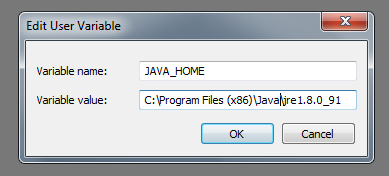 Edit User Variable
Variable name: JAVA_HOME
Variable value: C:\Program Files (x86)\Java\jre1.8.0_91
OK Cancel